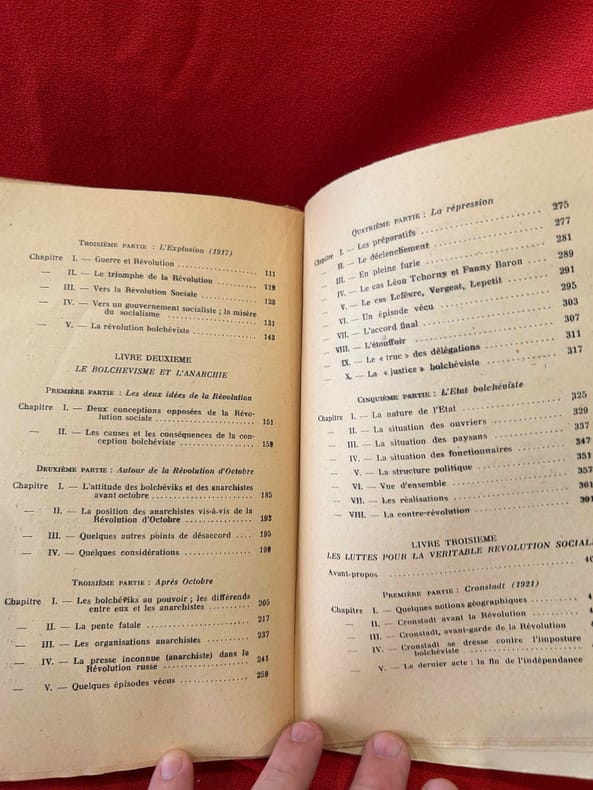 TROISIÈME PARTIE : L'Explosion (1917)
Chapitre I. — Guerre et Révolution .................... 111
— II. — Le triomphe de la Révolution ............ 119
— III. — Vers la Révolution Sociale ............ 123
— IV. — Vers un gouvernement socialiste ; la misère
du socialisme .................... 131
— V. — La révolution bolchéviste ............ 143
LIVRE DEUXIEME
LE BOLCHEVISME ET L'ANARCHIE
PREMIÈRE PARTIE : Les deux idées de la Révolution
Chapitre I. — Deux conceptions opposées de la Révo-
lution sociale .................... 151
— II. — Les causes et les conséquences de la con-
ception bolchéviste .................... 159
DEUXIÈME PARTIE : Autour de la Révolution d'Octobre
Chapitre I. — L'attitude des bolchéviks et des anarchistes
avant octobre .................... 185
— II. — La position des anarchistes vis-à-vis de la
Révolution d'Octobre .................... 193
— III. — Quelques autres points de désaccord .... 195
— IV. — Quelques considérations .................... 199
TROISIÈME PARTIE : Après Octobre
Chapitre I. — Les bolchéviks au pouvoir ; les différends
entre eux et les anarchistes .......... 205
— II. — La pente fatale .................... 217
— III. — Les organisations anarchistes .......... 237
— IV. — La presse inconnue (anarchiste) dans la
Révolution russe .................... 241
— V. — Quelques épisodes vécus .................... 259
QUATRIÈME PARTIE : La répression
Chapitre I. — Les préparatifs .................... 275
— II. — Le déclenchement .................... 277
III. — En pleine furie .................... 281
IV. — Le cas Léon Tchorny et Fanny Baron .... 289
— V. — Le cas Lefèvre, Vergeat, Lepetit ........ 291
— VI. — Un épisode vécu .................... 295
— VII. — L'accord final .................... 303
VIII. — L'étouffoir .................... 307
— IX. — Le « truc » des délégations .......... 311
— X. — La « justice » bolchéviste .......... 317
CINQUIÈME PARTIE : L'Etat bolchéviste
Chapitre I. — La nature de l'Etat .................... 325
— II. — La situation des ouvriers .......... 329
— III. — La situation des paysans .......... 337
— IV. — La situation des fonctionnaires .......... 347
— V. — La structure politique .......... 351
— VI. — Vue d'ensemble .................... 357
— VII. — Les réalisations .................... 361
— VIII. — La contre-révolution ....................
LIVRE TROISIEME
LES LUTTES POUR LA VERITABLE REVOLUTION SOCIALE
Avant-propos ....................
PREMIÈRE PARTIE : Cronstadt (1921)
Chapitre I. — Quelques notions géographiques ..........
— II. — Cronstadt avant la Révolution ..........
— III. — Cronstadt, avant-garde de la Révolution
— IV. — Cronstadt se dresse contre l'imposture
bolchéviste ....................
— V. — Le dernier acte : la fin de l'indépendance